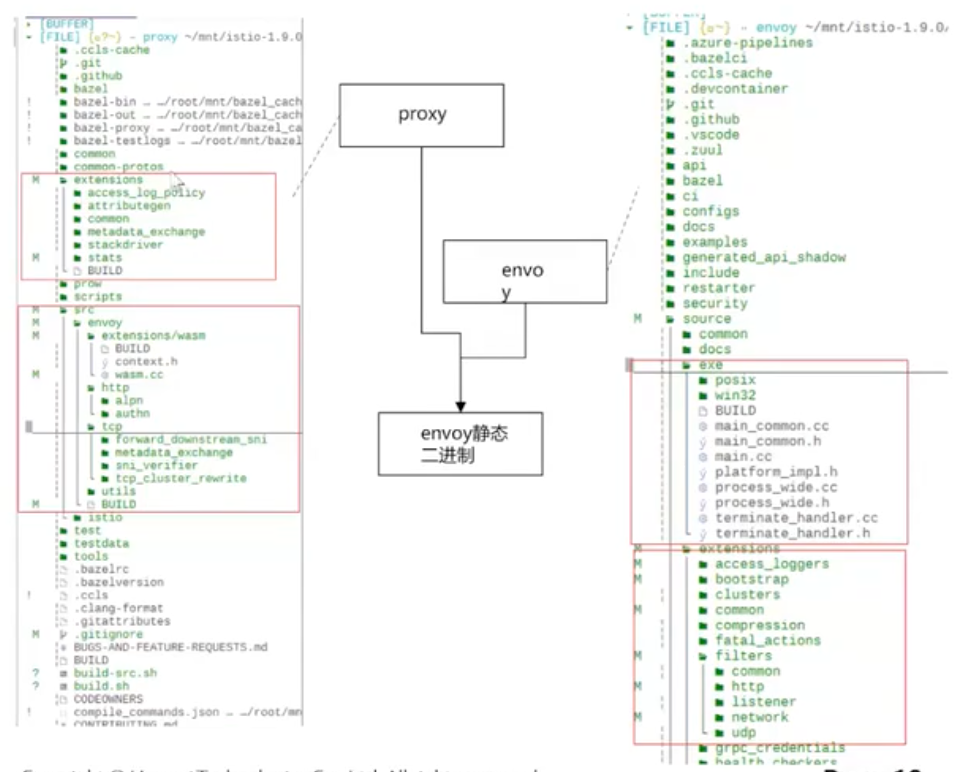 [BUFFER]
[FILE] - proxy ~/mnt/istio-1.9.0
.ccls-cache
.git
.github
bazel
! bazel-bin → …/root/mnt/bazel_cach
! bazel-out → …/root/mnt/bazel_cach
! bazel-proxy → …/root/mnt/bazel_ca
! bazel-testlogs → …/root/mnt/bazel
common
common-protos
M extensions
access_log_policy
attributegen
common
metadata_exchange
stackdriver
M stats
BUILD
prow
scripts
M src
M envoy
M extensions/wasm
BUILD
context.h
M wasm.cc
http
alpn
authn
tcp
forward_downstream_sni
metadata_exchange
sni_verifier
tcp_cluster_rewrite
utils
M BUILD
istio
test
testdata
tools
.bazelrc
.bazelversion
! .ccls
.clang-format
.gitattributes
M .gitignore
BUGS-AND-FEATURE-REQUESTS.md
BUILD
? build-src.sh
? build.sh
CODEOWNERS
! compile_commands.json → …/root/mn
CONTRIBUTING.md
proxy
envo
y
envoy静态
二进制
[BUFFER]
[FILE] - envoy ~/mnt/istio-1.9.0/
.azure-pipelines
.bazelci
.ccls-cache
.devcontainer
.git
.github
.vscode
.zuul
api
bazel
ci
configs
docs
examples
generated_api_shadow
include
restarter
security
M source
common
docs
exe
posix
win32
BUILD
main_common.cc
main_common.h
main.cc
platform_impl.h
process_wide.cc
process_wide.h
terminate_handler.cc
terminate_handler.h
M extensions
M access_loggers
M bootstrap
clusters
M common
compression
fatal_actions
M filters
common
M http
listener
M network
udp
grpc_credentials
health_checkers